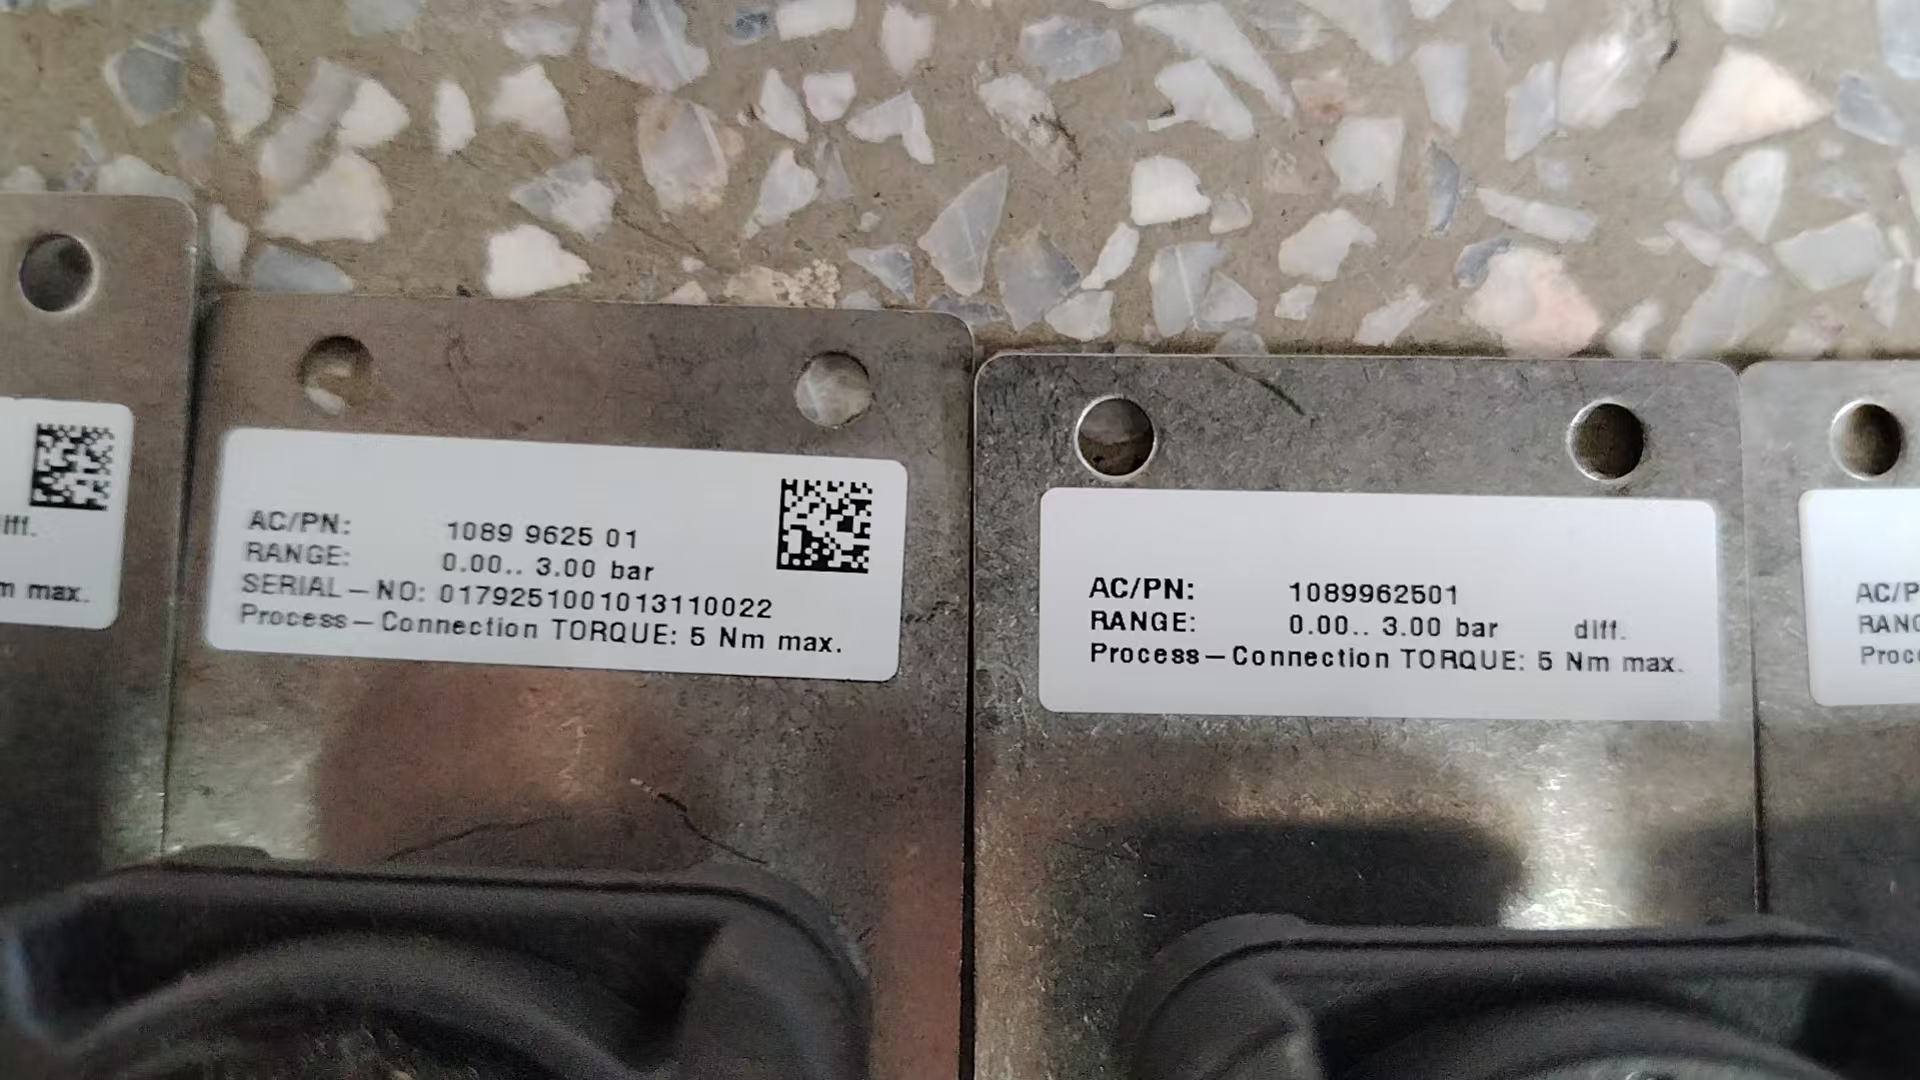 iff.
m max.
AC/PN: 1089 9625 01
RANGE: 0.00.. 3.00 bar
SERIAL-NO: 0179251001013110022
Process-Connection TORQUE: 5 Nm max.
AC/PN: 1089962501
RANGE: 0.00.. 3.00 bar diff.
Process-Connection TORQUE: 5 Nm max.
AC/P
RANG
Proc